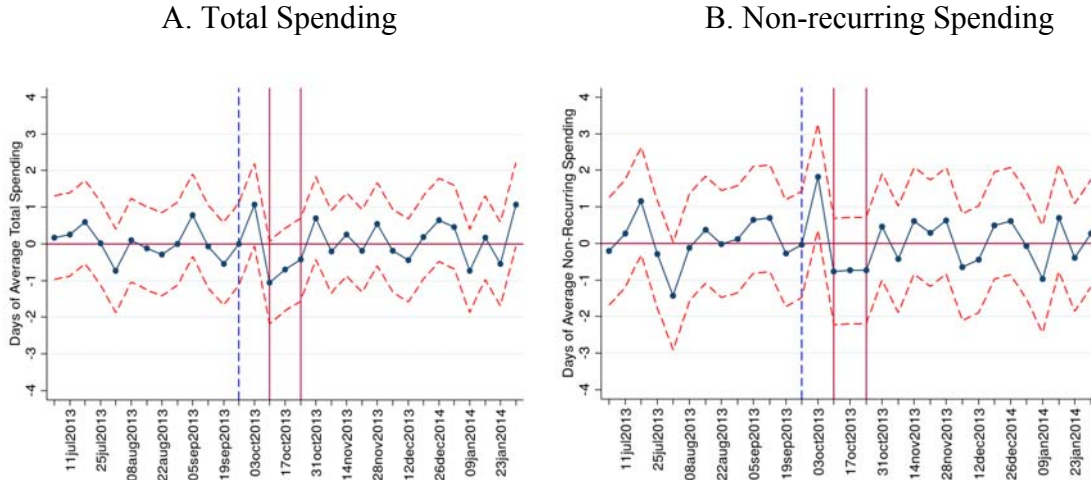 A. Total Spending
B. Non-recurring Spending
Days of Average Total Spending
4
3
2
1
0
-1
-2
-3
-4
11jul2013
25jul2013
08aug2013
22aug2013
05sep2013
19sep2013
03oct2013
17oct2013
31oct2013
14nov2013
28nov2013
12dec2013
26dec2014
09jan2014
23jan2014
Days of Average Non-Recurring Spending
4
3
2
1
0
-1
-2
-3
-4
11jul2013
25jul2013
08aug2013
22aug2013
05sep2013
19sep2013
03oct2013
17oct2013
31oct2013
14nov2013
28nov2013
12dec2013
26dec2014
09jan2014
23jan2014